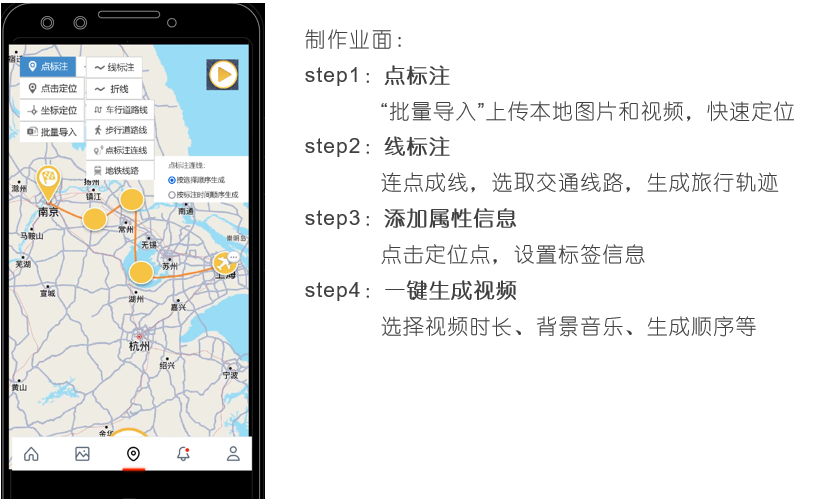 点标注
线标注
点击定位
折线
坐标定位
车行道路线
批量导入
步行道路线
点标注连线
地铁线路
点标注连线：
按选择顺序生成
按标注时间顺序生成
滁州
扬州
镇江
南京
常州
南通
马鞍山
无锡
崇明岛
芜湖
苏州
上海
宣城
湖州
嘉兴
杭州
绍兴
宁波
黄山
金华
制作业面：
step1：点标注
“批量导入”上传本地图片和视频，快速定位
step2：线标注
连点成线，选取交通线路，生成旅行轨迹
step3：添加属性信息
点击定位点，设置标签信息
step4：一键生成视频
选择视频时长、背景音乐、生成顺序等